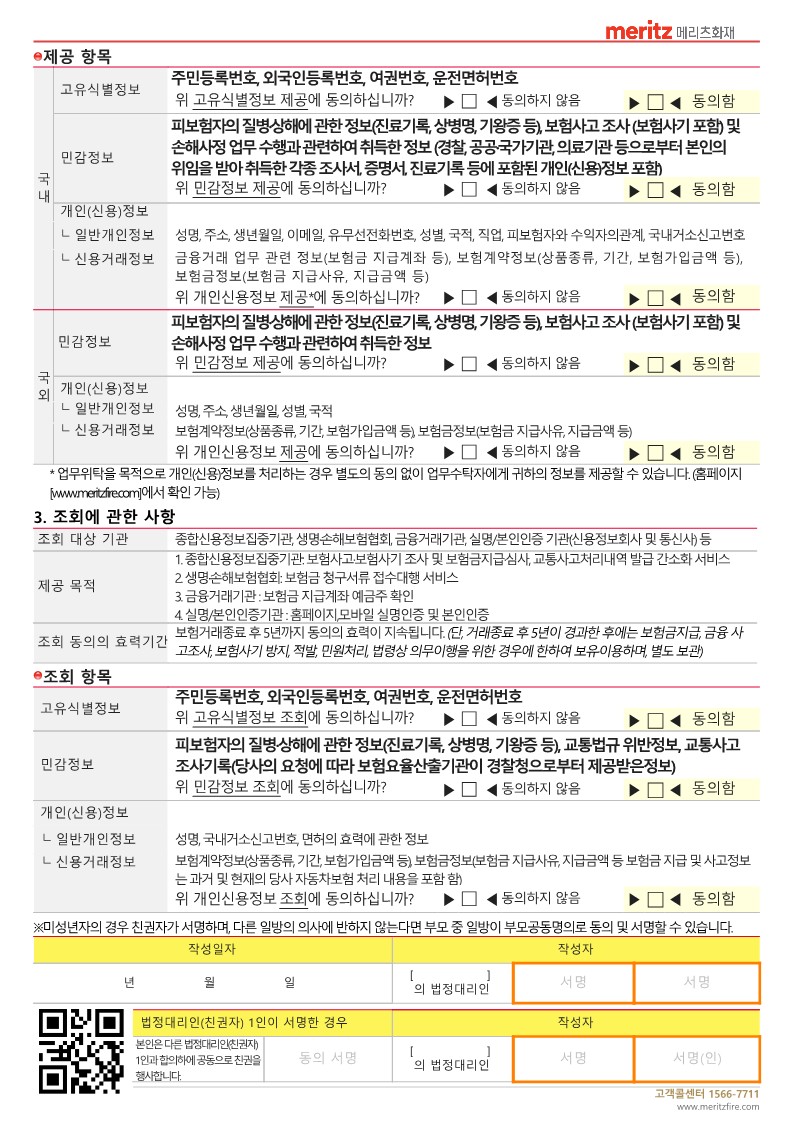 meritz 메리츠화재
제공 항목
국내
고유식별정보
주민등록번호, 외국인등록번호, 여권번호, 운전면허번호
위 고유식별정보 제공에 동의하십니까? ▶ □ ◀ 동의하지 않음 ▶ □ ◀ 동의함
민감정보
피보험자의 질병·상해에 관한 정보(진료기록, 상병명, 기왕증 등), 보험사고 조사 (보험사기 포함) 및
손해사정 업무 수행과 관련하여 취득한 정보 (경찰, 공공·국가기관, 의료기관 등으로부터 본인의
위임을 받아 취득한 각종 조사서, 증명서, 진료기록 등에 포함된 개인(신용)정보 포함)
위 민감정보 제공에 동의하십니까? ▶ □ ◀ 동의하지 않음 ▶ □ ◀ 동의함
개인(신용)정보
ㄴ 일반개인정보 성명, 주소, 생년월일, 이메일, 유무선전화번호, 성별, 국적, 직업, 피보험자와 수익자의관계, 국내거소신고번호
ㄴ 신용거래정보 금융거래 업무 관련 정보(보험금 지급계좌 등), 보험계약정보(상품종류, 기간, 보험가입금액 등),
보험금정보(보험금 지급사유, 지급금액 등)
위 개인신용정보 제공*에 동의하십니까? ▶ □ ◀ 동의하지 않음 ▶ □ ◀ 동의함
국외
민감정보
피보험자의 질병·상해에 관한 정보(진료기록, 상병명, 기왕증 등), 보험사고 조사 (보험사기 포함) 및
손해사정 업무 수행과 관련하여 취득한 정보
위 민감정보 제공에 동의하십니까? ▶ □ ◀ 동의하지 않음 ▶ □ ◀ 동의함
개인(신용)정보
ㄴ 일반개인정보 성명, 주소, 생년월일, 성별, 국적
ㄴ 신용거래정보 보험계약정보(상품종류, 기간, 보험가입금액 등), 보험금정보(보험금 지급사유, 지급금액 등)
위 개인신용정보 제공에 동의하십니까? ▶ □ ◀ 동의하지 않음 ▶ □ ◀ 동의함
* 업무위탁을 목적으로 개인(신용)정보를 처리하는 경우 별도의 동의 없이 업무수탁자에게 귀하의 정보를 제공할 수 있습니다. (홈페이지
[www.meritzfire.com]에서 확인 가능)
3. 조회에 관한 사항
조회 대상 기관 종합신용정보집중기관, 생명·손해보험협회, 금융거래기관, 실명/본인인증 기관(신용정보회사 및 통신사) 등
제공 목적
1. 종합신용정보집중기관: 보험사고·보험사기 조사 및 보험금지급심사, 교통사고처리내역 발급 간소화 서비스
2. 생명·손해보험협회: 보험금 청구서류 접수대행 서비스
3. 금융거래기관 : 보험금 지급계좌 예금주 확인
4. 실명/본인인증기관 : 홈페이지,모바일 실명인증 및 본인인증
조회 동의의 효력기간
보험거래종료 후 5년까지 동의의 효력이 지속됩니다. (단, 거래종료 후 5년이 경과한 후에는 보험금지급, 금융 사
고조사, 보험사기 방지, 적발, 민원처리, 법령상 의무이행을 위한 경우에 한하여 보유·이용하며, 별도 보관)
조회 항목
고유식별정보
주민등록번호, 외국인등록번호, 여권번호, 운전면허번호
위 고유식별정보 조회에 동의하십니까? ▶ □ ◀ 동의하지 않음 ▶ □ ◀ 동의함
민감정보
피보험자의 질병·상해에 관한 정보(진료기록, 상병명, 기왕증 등), 교통법규 위반정보, 교통사고
조사기록(당사의 요청에 따라 보험요율산출기관이 경찰청으로부터 제공받은정보)
위 민감정보 조회에 동의하십니까? ▶ □ ◀ 동의하지 않음 ▶ □ ◀ 동의함
개인(신용)정보
ㄴ 일반개인정보 성명, 국내거소신고번호, 면허의 효력에 관한 정보
ㄴ 신용거래정보 보험계약정보(상품종류, 기간, 보험가입금액 등), 보험금정보(보험금 지급사유, 지급금액 등 보험금 지급 및 사고정보
는 과거 및 현재의 당사 자동차보험 처리 내용을 포함 함)
위 개인신용정보 조회에 동의하십니까? ▶ □ ◀ 동의하지 않음 ▶ □ ◀ 동의함
※미성년자의 경우 친권자가 서명하며, 다른 일방의 의사에 반하지 않는다면 부모 중 일방이 부모공동명의로 동의 및 서명할 수 있습니다.
작성일자 작성자
년 월 일 [ ] 의 법정대리인 서명 서명
법정대리인(친권자) 1인이 서명한 경우 작성자
본인은 다른 법정대리인(친권자)
1인과 합의하에 공동으로 친권을
행사합니다.
동의 서명 [ ] 의 법정대리인 서명 서명(인)
고객콜센터 1566-7711
www.meritzfire.com